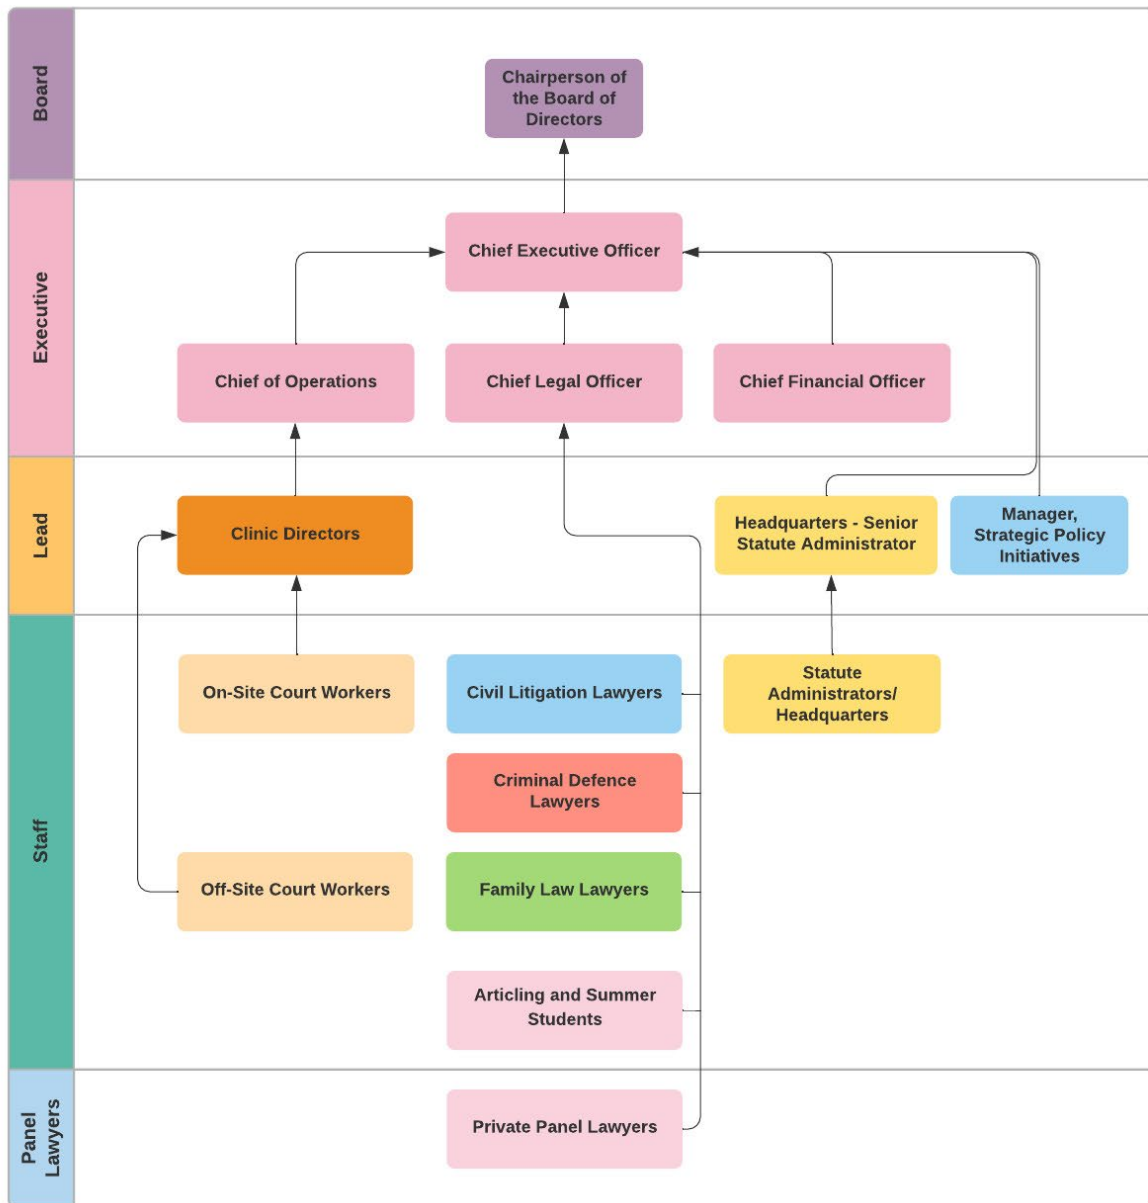 Board
Chairperson of
the Board of
Directors
Executive
Chief Executive Officer
Chief of Operations
Chief Legal Officer
Chief Financial Officer
Lead
Clinic Directors
Headquarters - Senior
Statute Administrator
Manager,
Strategic Policy
Initiatives
Staff
On-Site Court Workers
Civil Litigation Lawyers
Statute
Administrators/
Headquarters
Criminal Defence
Lawyers
Off-Site Court Workers
Family Law Lawyers
Articling and Summer
Students
Panel
Lawyers
Private Panel Lawyers